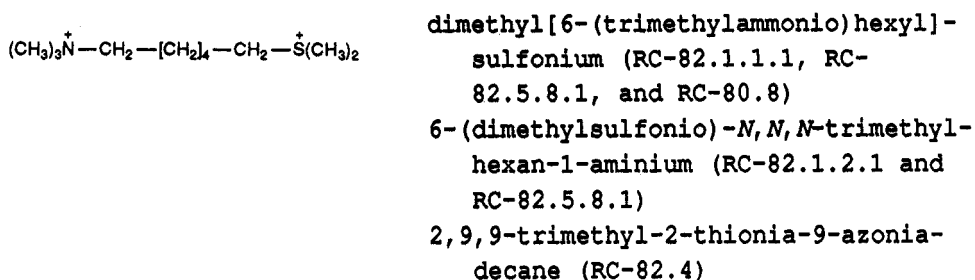 (CH₃)₃N⁺—CH₂—[CH₂]₄—CH₂—S⁺(CH₃)₂
dimethyl[6-(trimethylammonio)hexyl]-
sulfonium (RC-82.1.1.1, RC-
82.5.8.1, and RC-80.8)
6-(dimethylsulfonio)-N,N,N-trimethyl-
hexan-1-aminium (RC-82.1.2.1 and
RC-82.5.8.1)
2,9,9-trimethyl-2-thionia-9-azonia-
decane (RC-82.4)